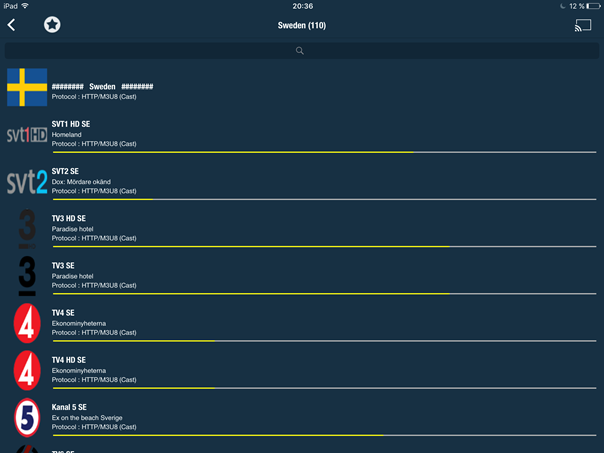 iPad 20:36 12 %
Sweden (110)
######## Sweden ########
Protocol : HTTP/M3U8 (Cast)
svt1HD
SVT1 HD SE
Homeland
Protocol : HTTP/M3U8 (Cast)
svt2
SVT2 SE
Dox: Mördare okänd
Protocol : HTTP/M3U8 (Cast)
3
TV3 HD SE
Paradise hotel
Protocol : HTTP/M3U8 (Cast)
3
TV3 SE
Paradise hotel
Protocol : HTTP/M3U8 (Cast)
4
TV4 SE
Ekonominyheterna
Protocol : HTTP/M3U8 (Cast)
4
TV4 HD SE
Ekonominyheterna
Protocol : HTTP/M3U8 (Cast)
5
Kanal 5 SE
Ex on the beach Sverige
Protocol : HTTP/M3U8 (Cast)